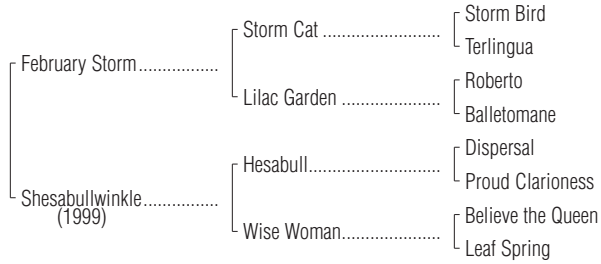 Storm Bird
Storm Cat ..............................
Terlingua
February Storm....................
Roberto
Lilac Garden .........................
Balletomane
Dispersal
Hesabull.................................
Proud Clarioness
Shesabullwinkle...................
(1999)
Believe the Queen
Wise Woman.........................
Leaf Spring